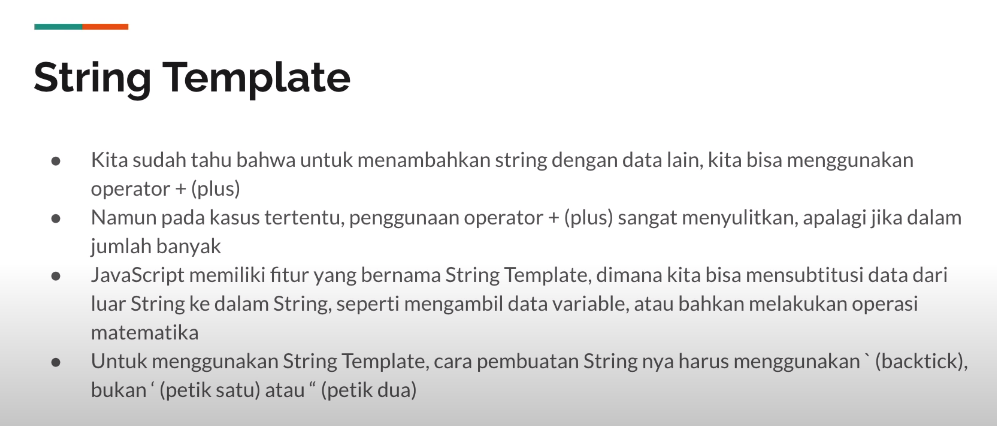 String Template
● Kita sudah tahu bahwa untuk menambahkan string dengan data lain, kita bisa menggunakan
operator + (plus)
● Namun pada kasus tertentu, penggunaan operator + (plus) sangat menyulitkan, apalagi jika dalam
jumlah banyak
● JavaScript memiliki fitur yang bernama String Template, dimana kita bisa mensubtitusi data dari
luar String ke dalam String, seperti mengambil data variable, atau bahkan melakukan operasi
matematika
● Untuk menggunakan String Template, cara pembuatan String nya harus menggunakan ` (backtick),
bukan ‘ (petik satu) atau “ (petik dua)